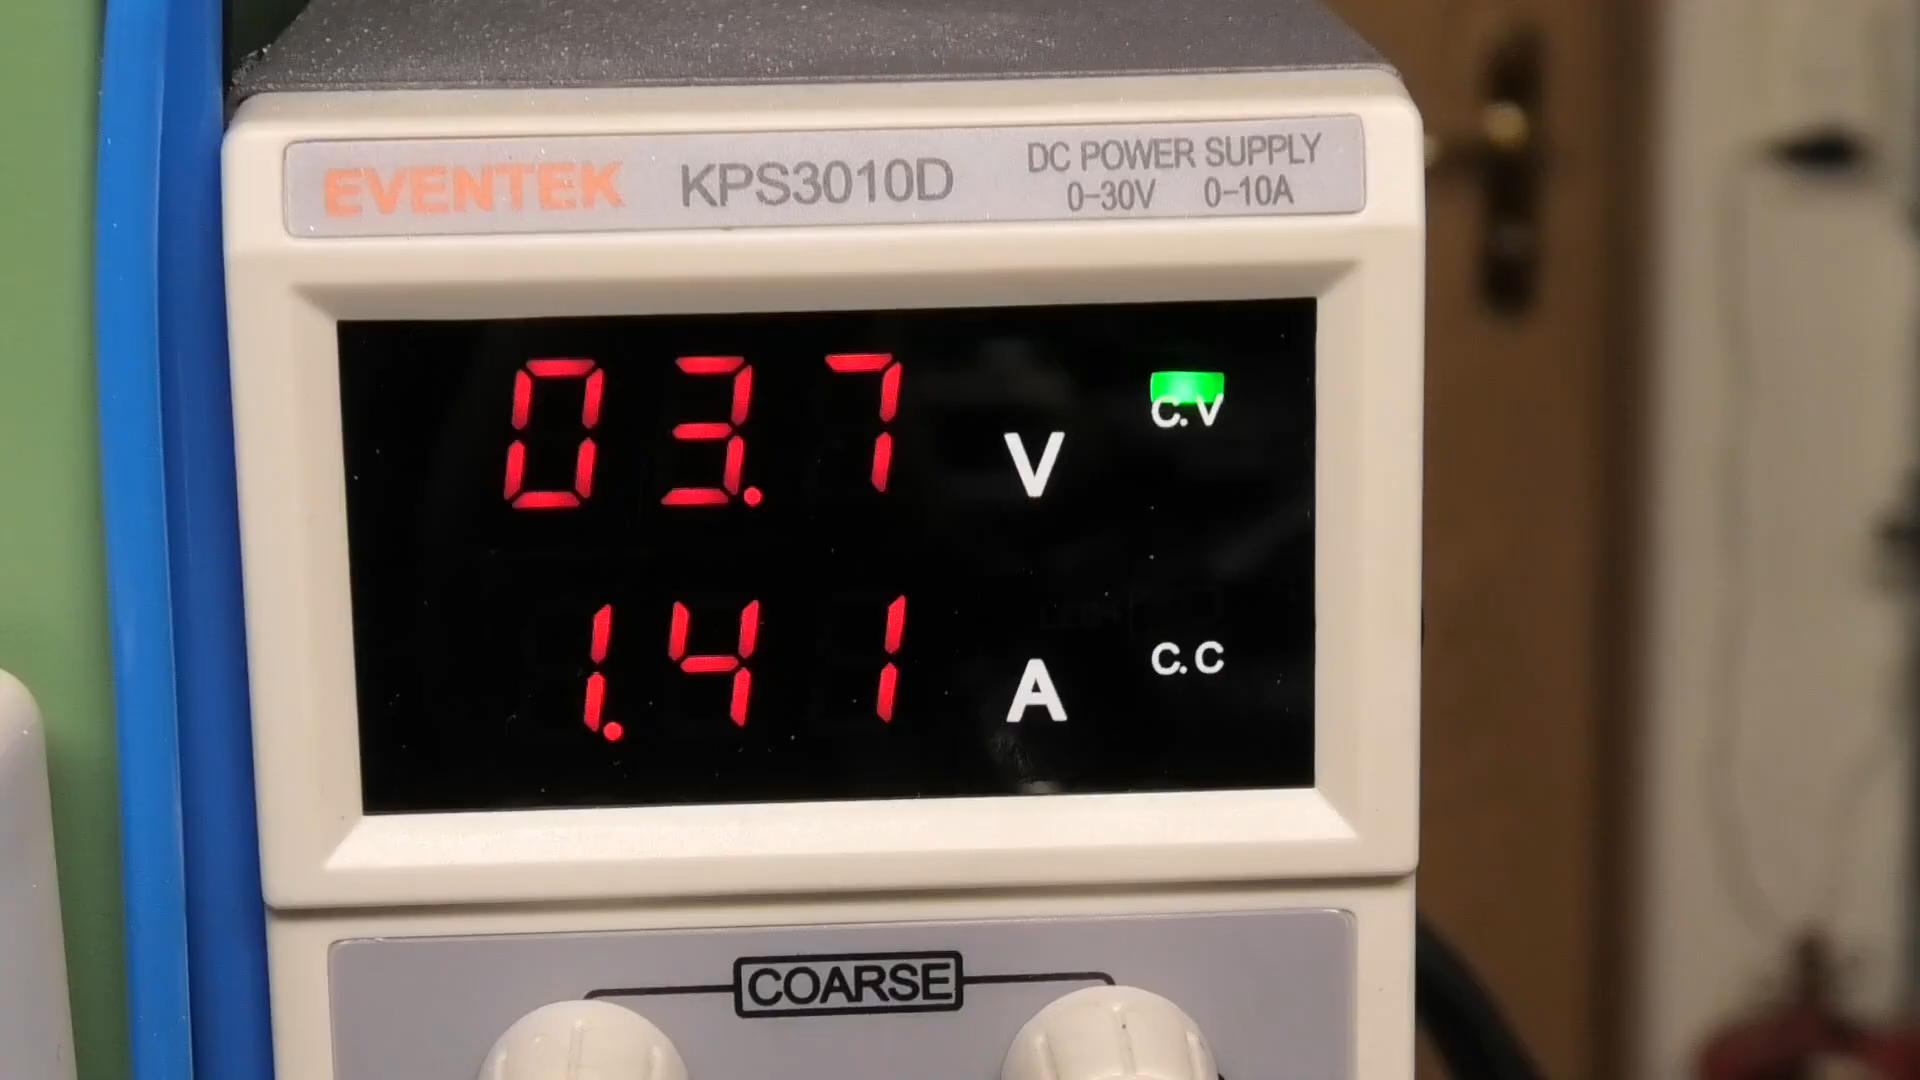 EVENTEK KPS3010D DC POWER SUPPLY
0-30V 0-10A
03.7 V C.V
1.41 A C.C
COARSE